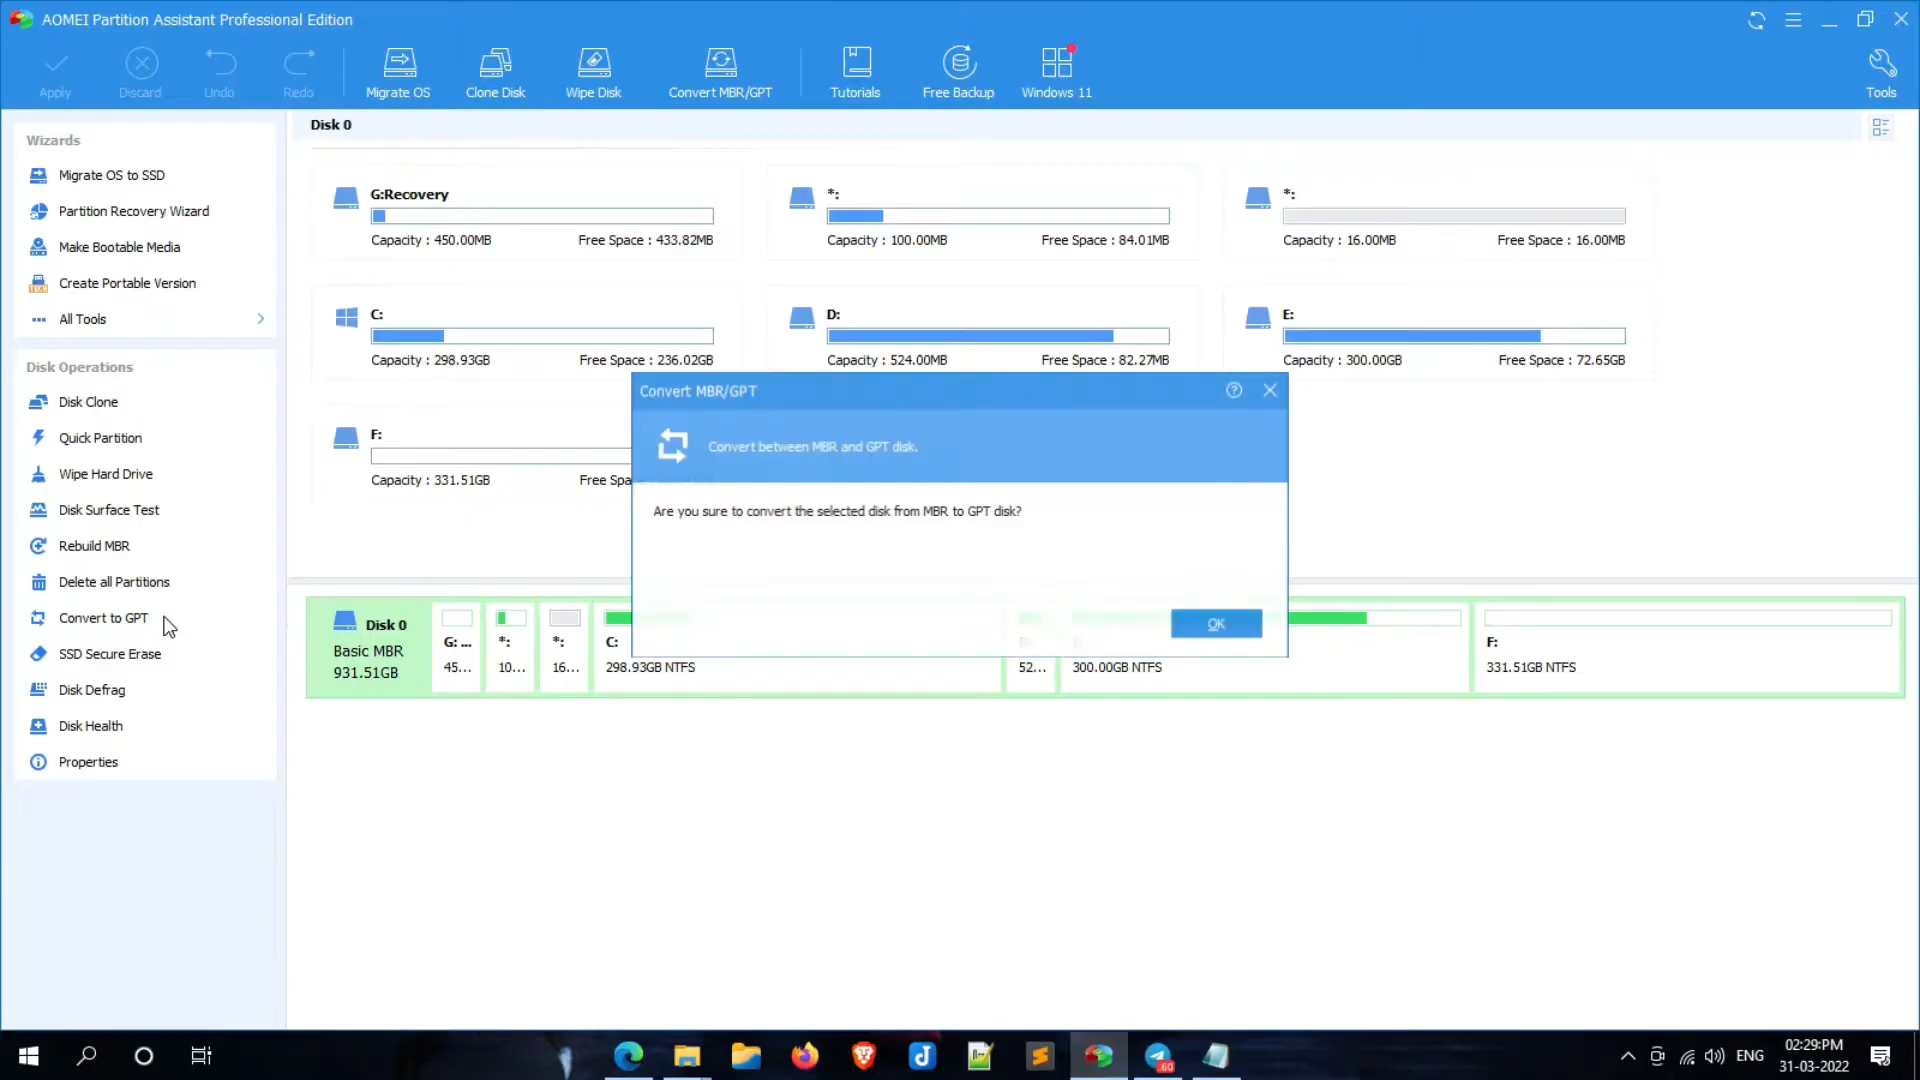 AOMEI Partition Assistant Professional Edition
Apply
Discard
Undo
Redo
Migrate OS
Clone Disk
Wipe Disk
Convert MBR/GPT
Tutorials
Free Backup
Windows 11
Tools
Wizards
Migrate OS to SSD
Partition Recovery Wizard
Make Bootable Media
Create Portable Version
All Tools
Disk Operations
Disk Clone
Quick Partition
Wipe Hard Drive
Disk Surface Test
Rebuild MBR
Delete all Partitions
Convert to GPT
SSD Secure Erase
Disk Defrag
Disk Health
Properties
Disk 0
G:Recovery
Capacity : 450.00MB Free Space : 433.82MB
*:
Capacity : 100.00MB Free Space : 84.01MB
*:
Capacity : 16.00MB Free Space : 16.00MB
C:
Capacity : 298.93GB Free Space : 236.02GB
D:
Capacity : 524.00MB Free Space : 82.27MB
E:
Capacity : 300.00GB Free Space : 72.65GB
F:
Capacity : 331.51GB Free Spa
Convert MBR/GPT
Convert between MBR and GPT disk.
Are you sure to convert the selected disk from MBR to GPT disk?
OK
Disk 0
Basic MBR
931.51GB
G: ...
45...
*:
10...
*:
16...
C:
298.93GB NTFS
52...
300.00GB NTFS
F:
331.51GB NTFS
60
ENG
02:29:PM
31-03-2022